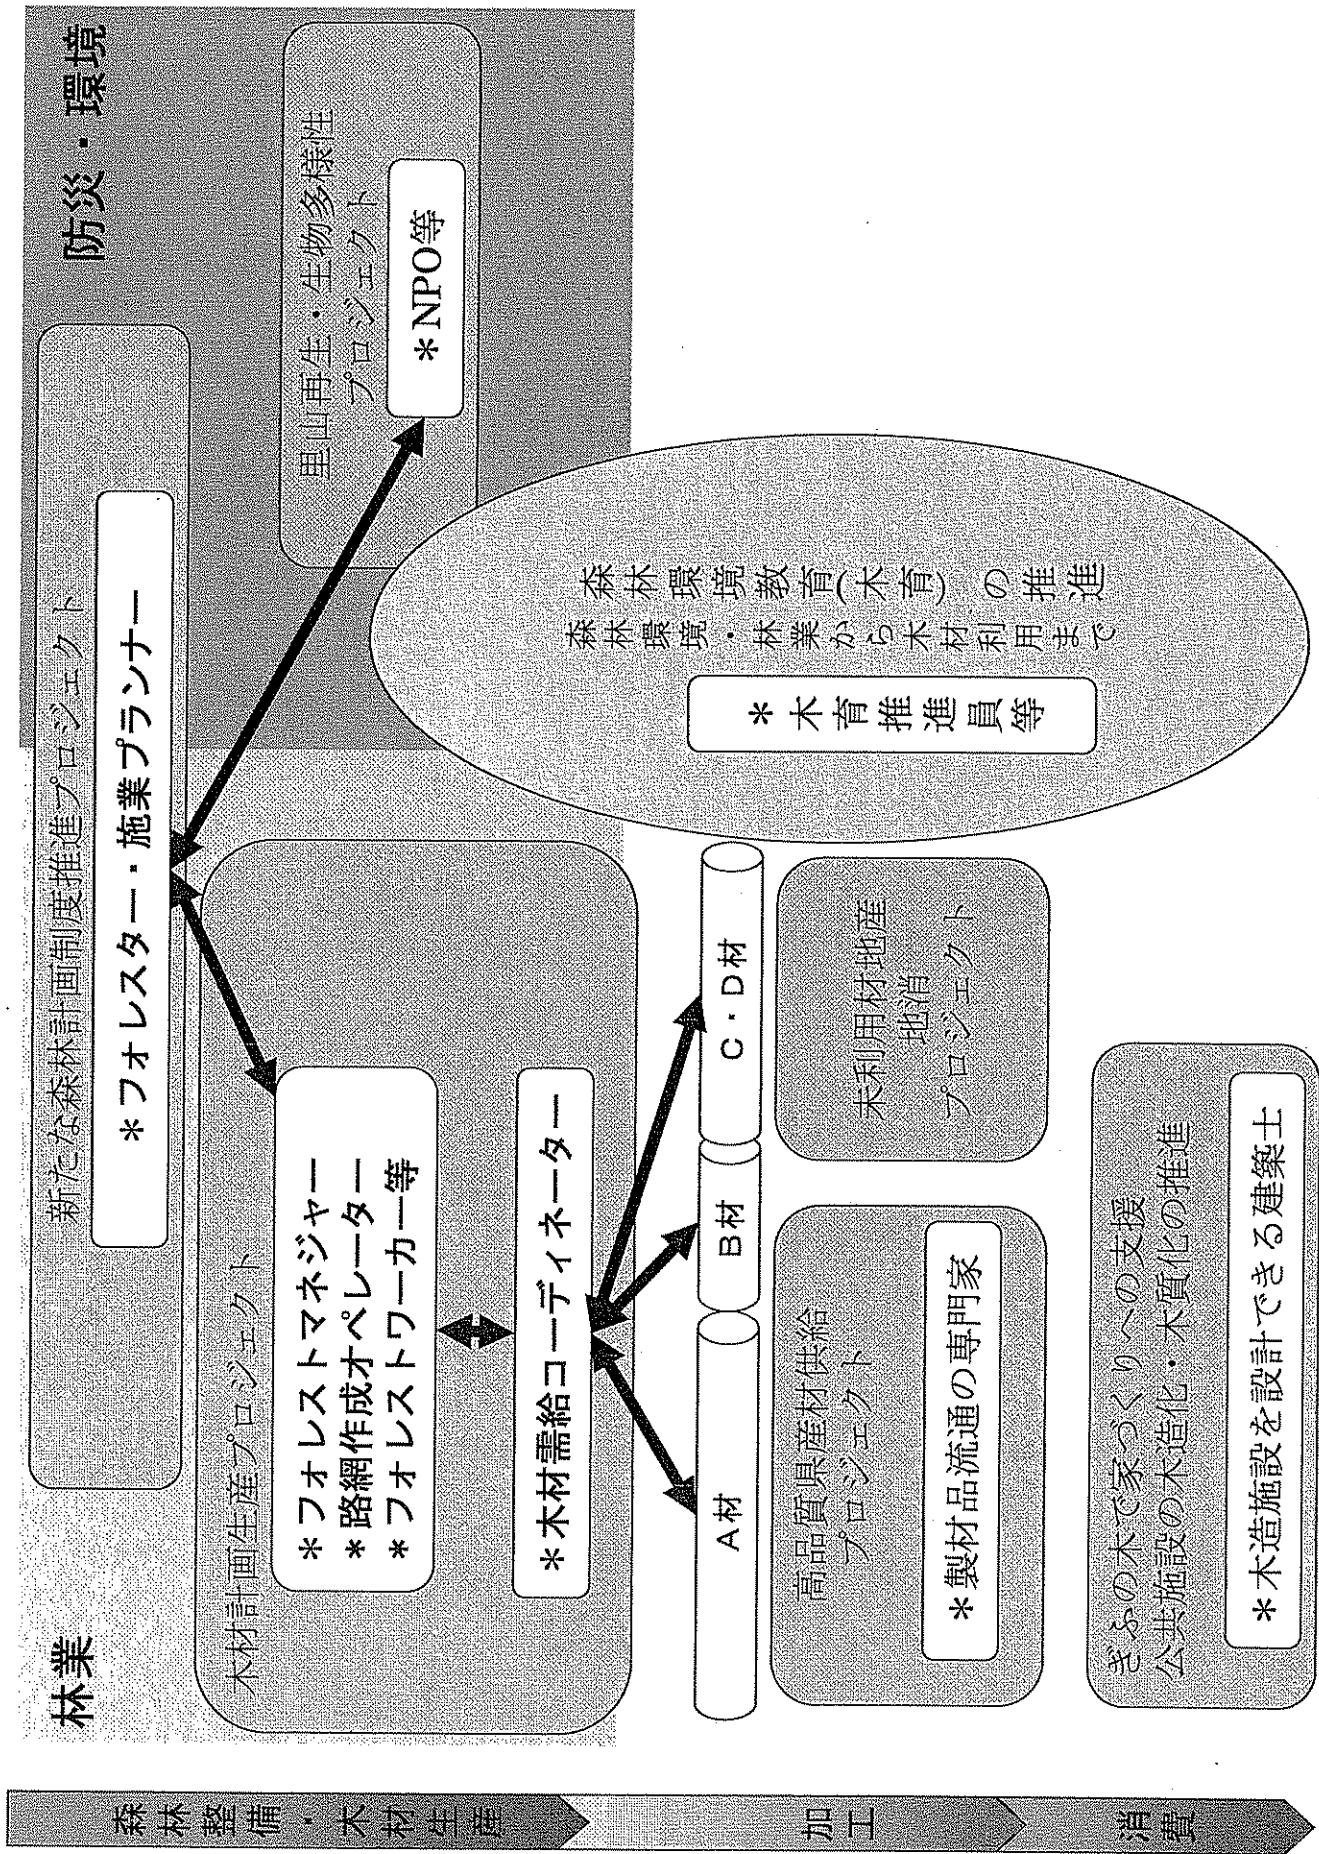 林業
防災・環境
新たな森林計画制度推進プロジェクト
＊フォレスター・施業プランナー
木材計画生産プロジェクト
＊フォレストマネジャー
＊路網作成オペレーター
＊フォレストワーカー等
＊木材需給コーディネーター
里山再生・生物多様性
プロジェクト
＊NPO等
A材
B材
C・D材
高品質県産材供給
プロジェクト
＊製材品流通の専門家
未利用材地産
地消
プロジェクト
森林環境教育(木育)の推進
森林環境・林業から木材利用まで
＊木育推進員等
ぎふの木で家づくりへの支援
公共施設の木造化・木質化の推進
＊木造施設を設計できる建築士
森林整備・木材生産
加工
消費